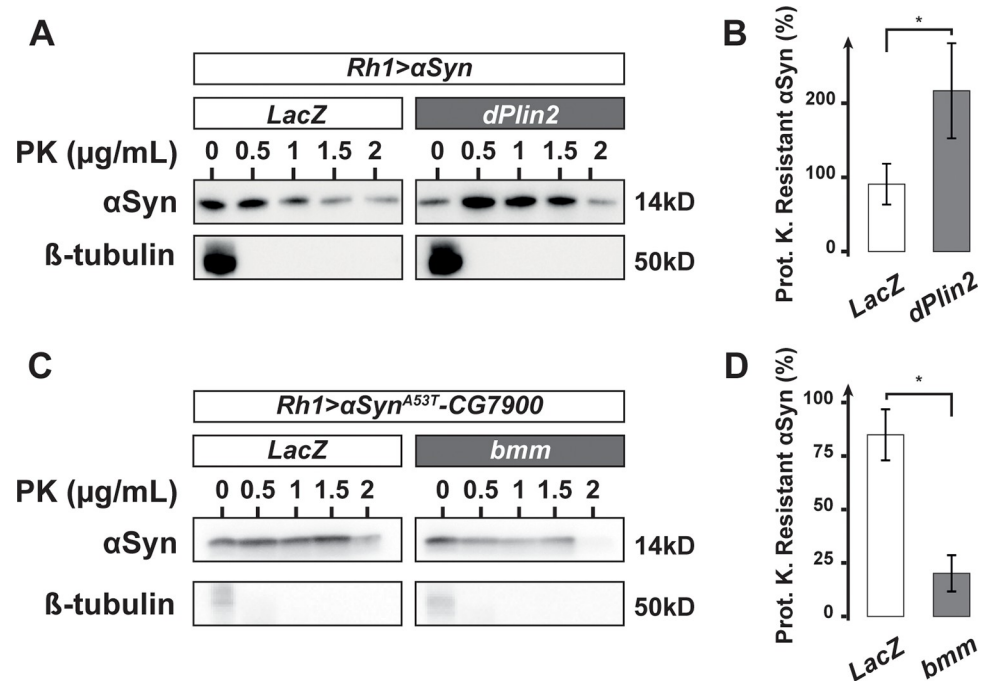 A
Rh1>αSyn
LacZ dPlin2
PK (µg/mL) 0 0.5 1 1.5 2 0 0.5 1 1.5 2
αSyn 14kD
ß-tubulin 50kD
B
Prot. K. Resistant αSyn (%)
*
200
100
0
LacZ dPlin2
C
Rh1>αSynA53T-CG7900
LacZ bmm
PK (µg/mL) 0 0.5 1 1.5 2 0 0.5 1 1.5 2
αSyn 14kD
ß-tubulin 50kD
D
Prot. K. Resistant αSyn (%)
*
100
75
50
25
0
LacZ bmm